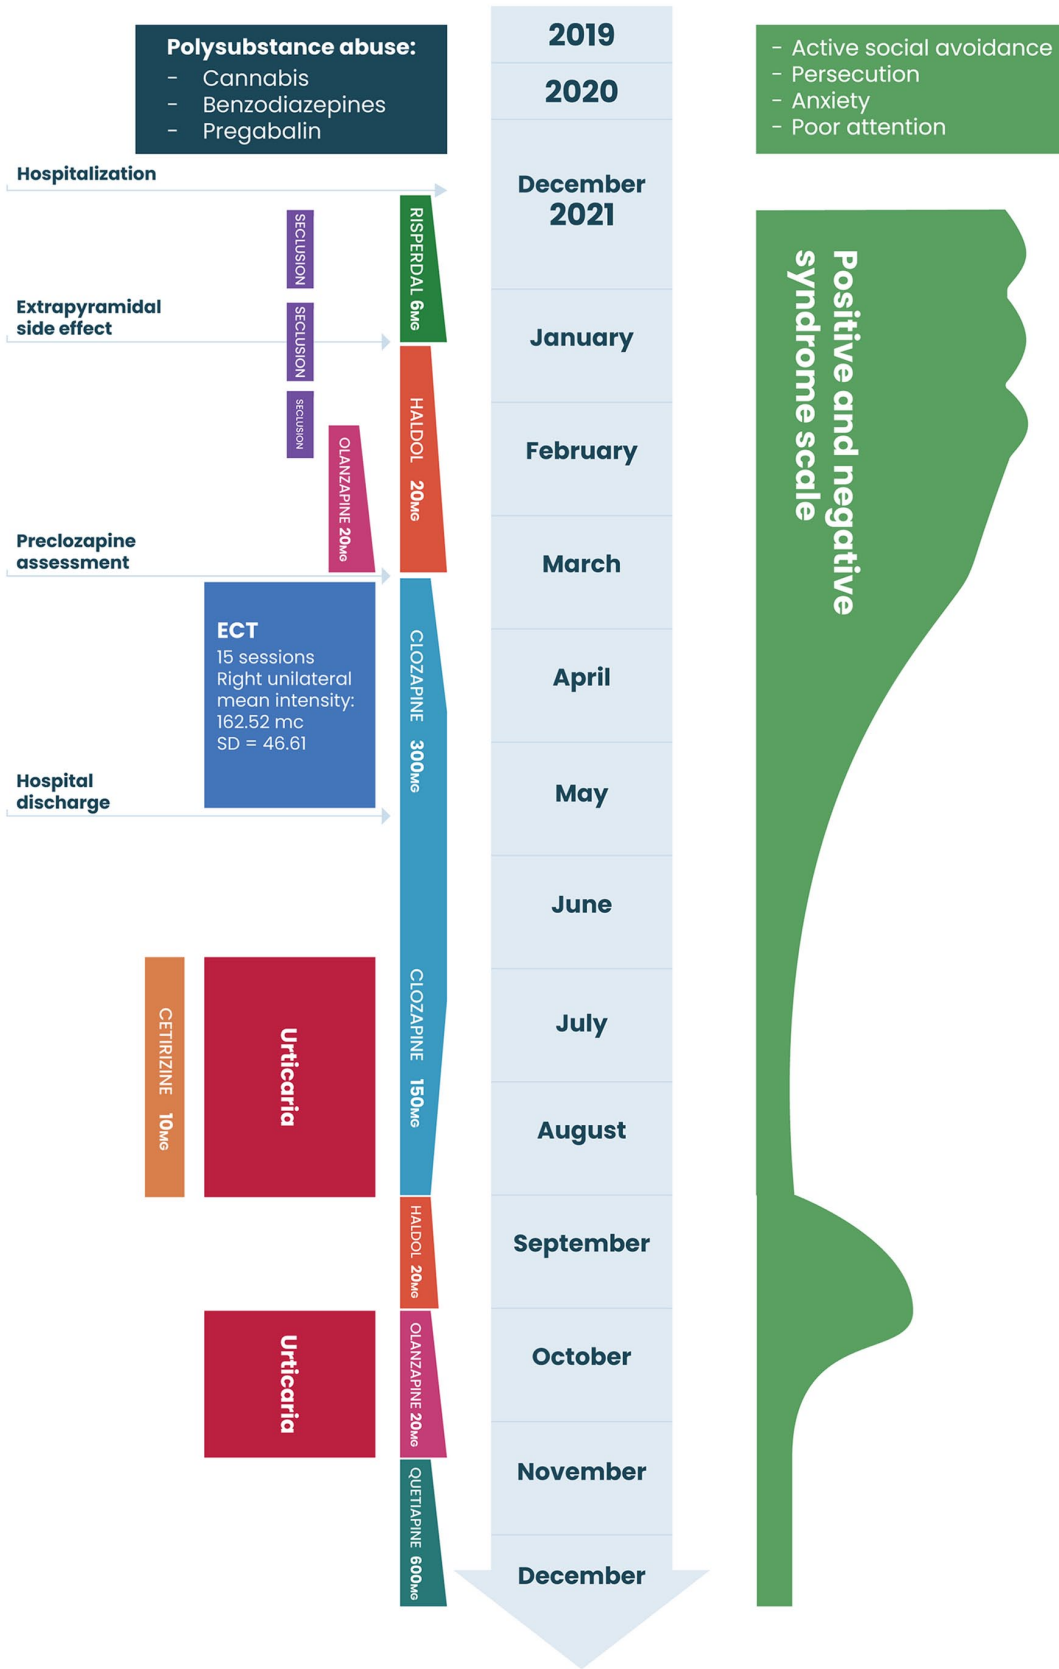 Polysubstance abuse:
- Cannabis
- Benzodiazepines
- Pregabalin
2019
2020
- Active social avoidance
- Persecution
- Anxiety
- Poor attention
Hospitalization
December
2021
SECLUSION
RISPERDAL 6MG
Extrapyramidal
side effect
SECLUSION
January
Positive and negative
syndrome scale
SECLUSION
HALDOL 20MG
February
OLANZAPINE 20MG
Preclozapine
assessment
March
ECT
15 sessions
Right unilateral
mean intensity:
162.52 mc
SD = 46.61
CLOZAPINE 300MG
April
Hospital
discharge
May
June
CETIRIZINE 10MG
Urticaria
CLOZAPINE 150MG
July
August
HALDOL 20MG
September
Urticaria
OLANZAPINE 20MG
October
QUETIAPINE 600MG
November
December